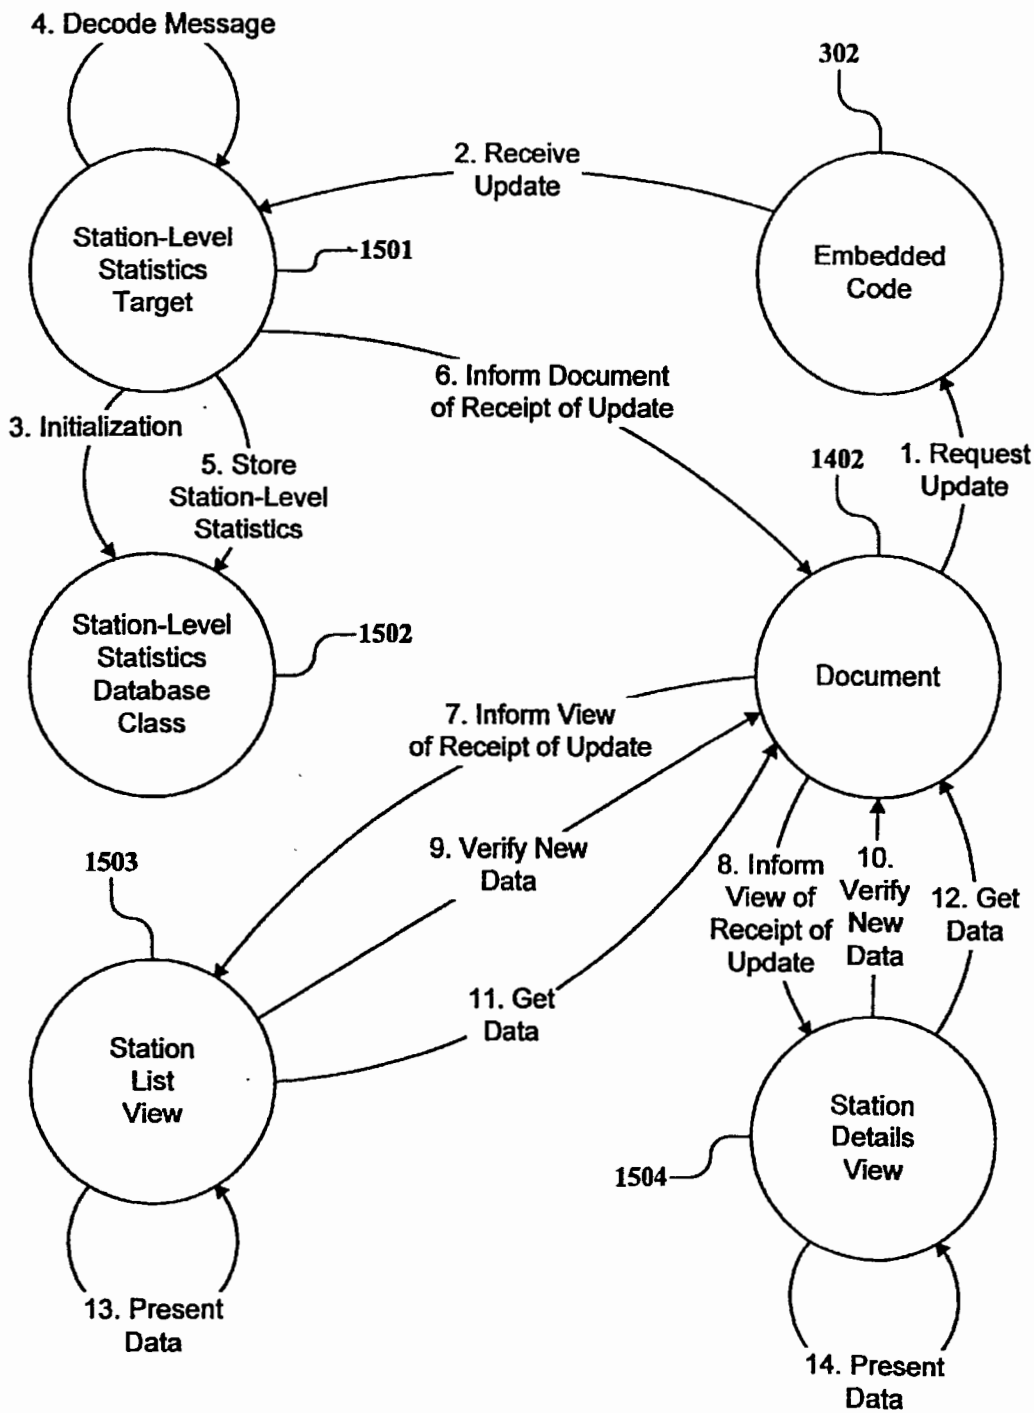 4. Decode Message
302
2. Receive
Update
Station-Level
Statistics
Target
1501
Embedded
Code
6. Inform Document
of Receipt of Update
3. Initialization
5. Store
Station-Level
Statistics
1402
1. Request
Update
Station-Level
Statistics
Database
Class
1502
Document
7. Inform View
of Receipt of Update
9. Verify New
Data
1503
8. Inform
View of
Receipt of
Update
10.
Verify
New
Data
12. Get
Data
11. Get
Data
Station
List
View
Station
Details
View
1504
13. Present
Data
14. Present
Data